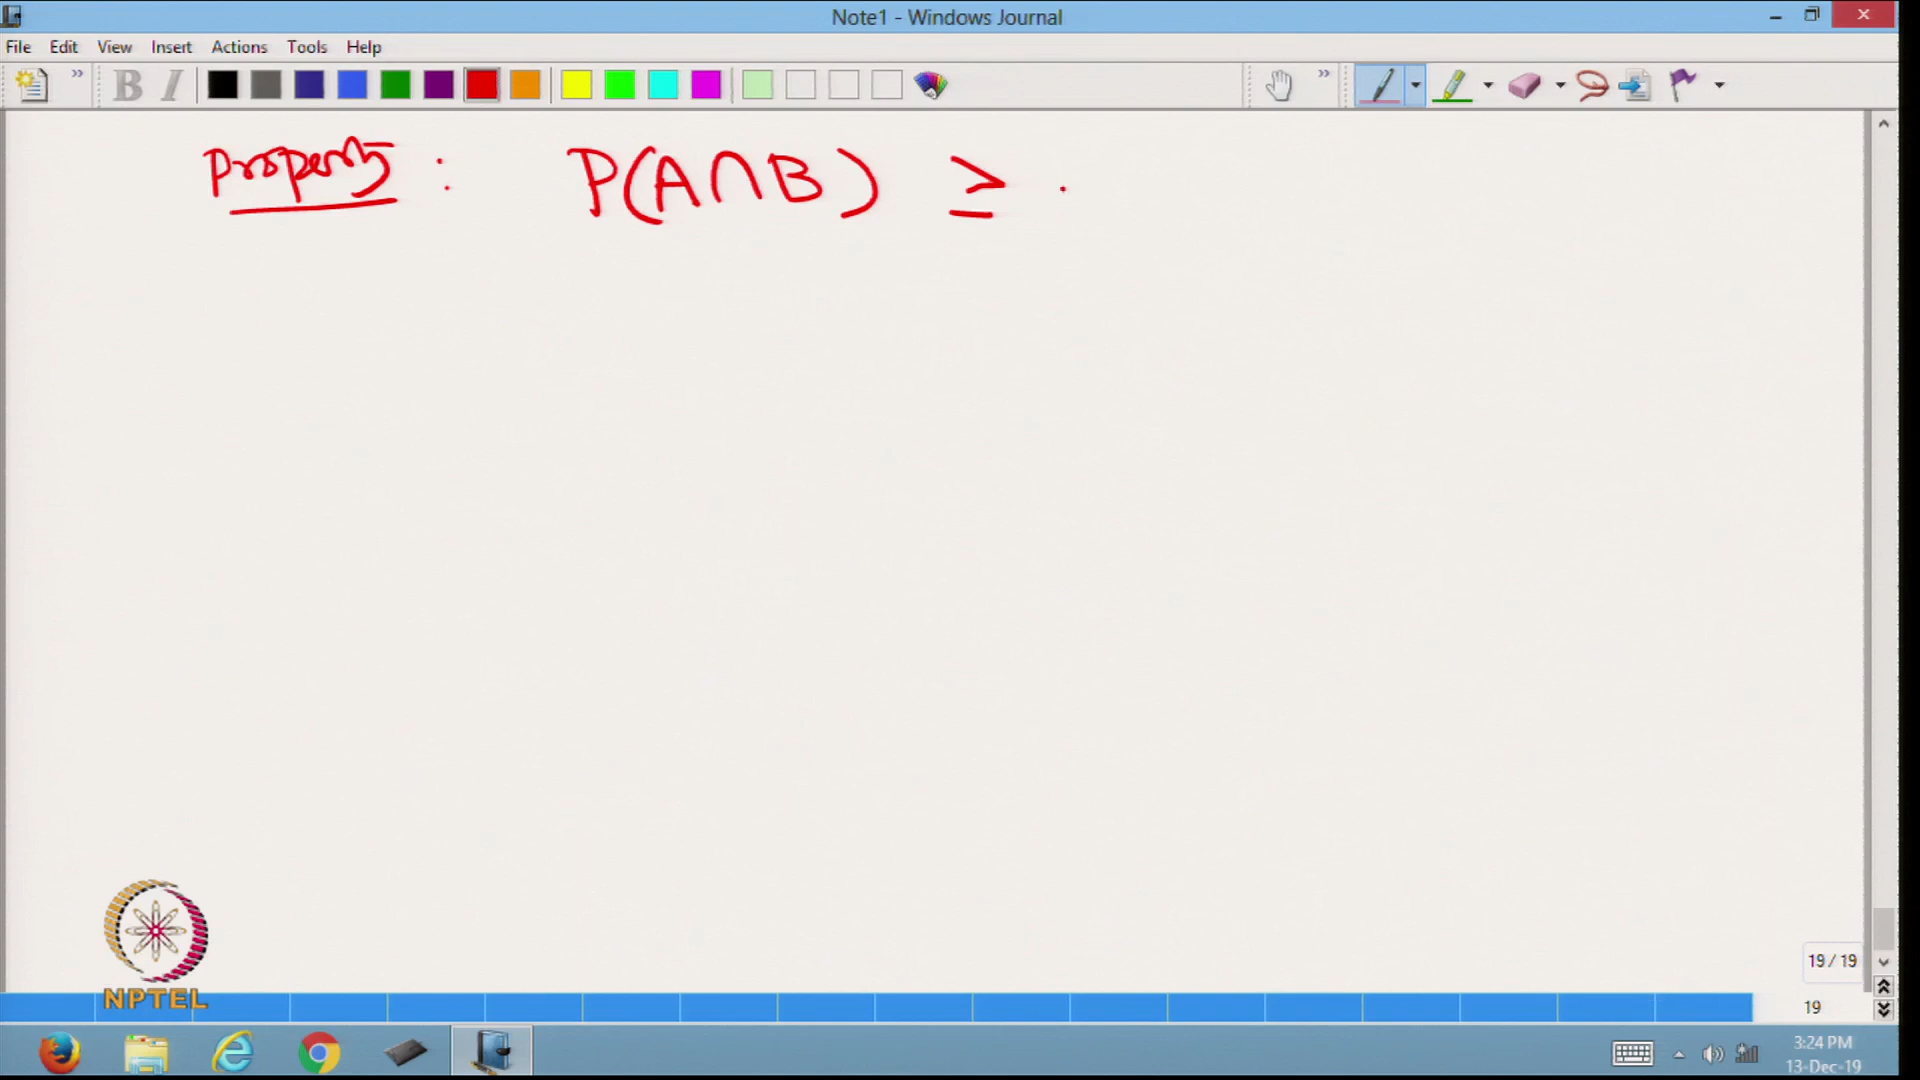 Note1 - Windows Journal
File Edit View Insert Actions Tools Help
B I
Property : P(A∩B) ≥ .
NPTEL
19 / 19
19
3:24 PM
13-Dec-19